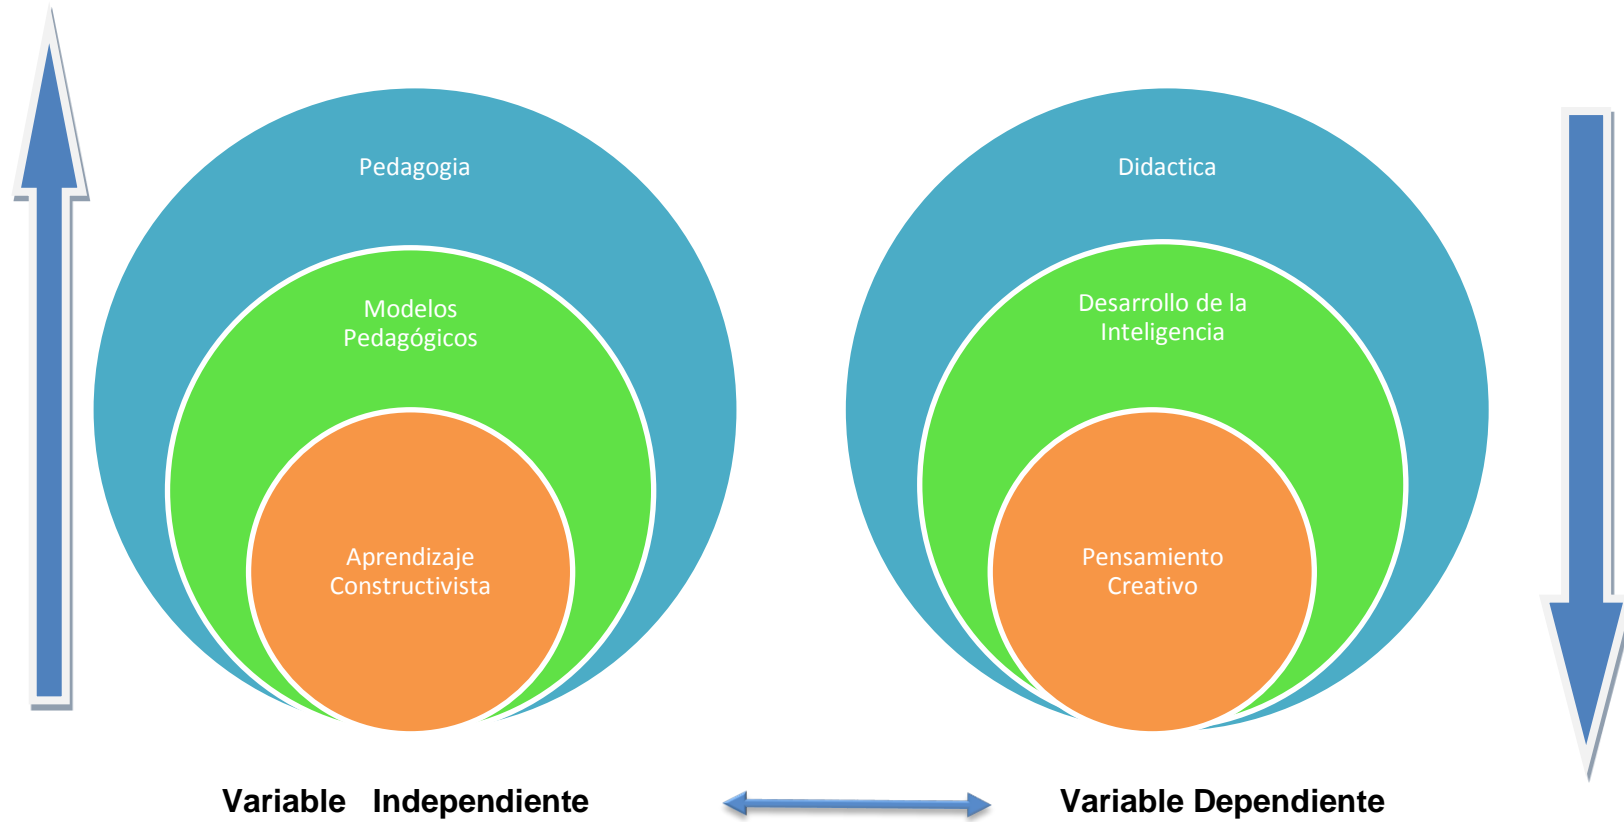 Pedagogia
Modelos
Pedagógicos
Aprendizaje
Constructivista
Didactica
Desarrollo de la
Inteligencia
Pensamiento
Creativo
Variable Independiente
Variable Dependiente